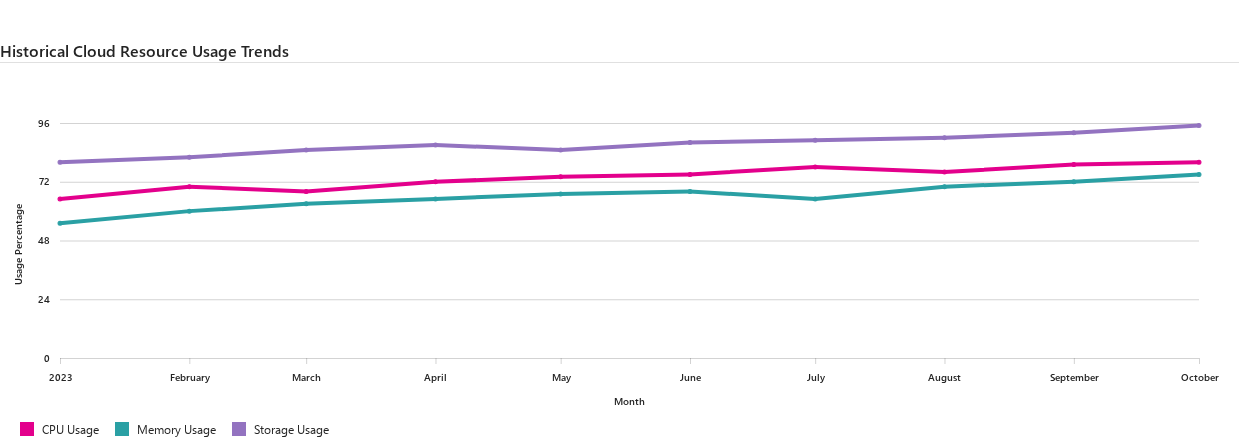 Historical Cloud Resource Usage Trends
96
72
48
24
0
Usage Percentage
2023 February March April May June July August September October
Month
CPU Usage Memory Usage Storage Usage